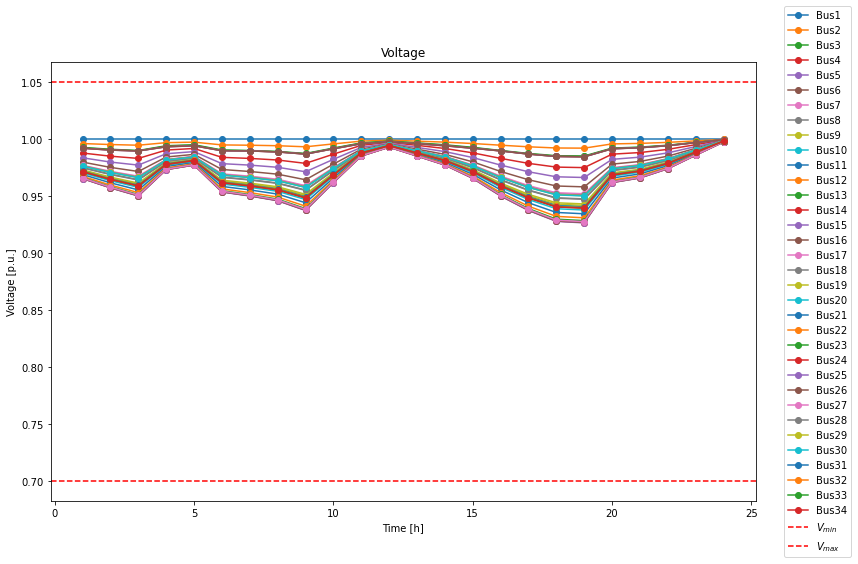 Voltage
Voltage [p.u.]
1.05
1.00
0.95
0.90
0.85
0.80
0.75
0.70
0
5
10
15
20
25
Time [h]
Bus1
Bus2
Bus3
Bus4
Bus5
Bus6
Bus7
Bus8
Bus9
Bus10
Bus11
Bus12
Bus13
Bus14
Bus15
Bus16
Bus17
Bus18
Bus19
Bus20
Bus21
Bus22
Bus23
Bus24
Bus25
Bus26
Bus27
Bus28
Bus29
Bus30
Bus31
Bus32
Bus33
Bus34
Vmin
Vmax